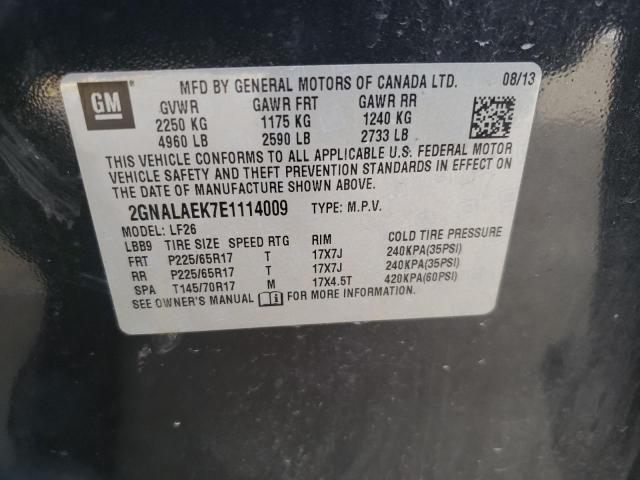 GM
MFD BY GENERAL MOTORS OF CANADA LTD. 08/13
GVWR GAWR FRT GAWR RR
2250 KG 1175 KG 1240 KG
4960 LB 2590 LB 2733 LB
THIS VEHICLE CONFORMS TO ALL APPLICABLE U.S. FEDERAL MOTOR
VEHICLE SAFETY AND THEFT PREVENTION STANDARDS IN EFFECT ON
THE DATE OF MANUFACTURE SHOWN ABOVE.
2GNALAEK7E1114009 TYPE: M.P.V.
MODEL: LF26
LBB9 TIRE SIZE SPEED RTG RIM COLD TIRE PRESSURE
FRT P225/65R17 T 17X7J 240KPA(35PSI)
RR P225/65R17 T 17X7J 240KPA(35PSI)
SPA T145/70R17 M 17X4.5T 420KPA(60PSI)
SEE OWNER'S MANUAL FOR MORE INFORMATION